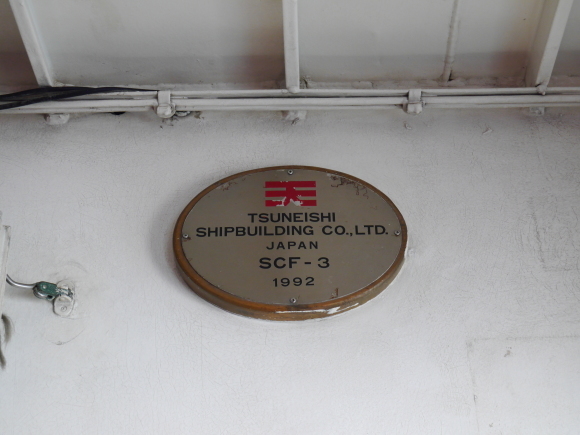 TSUNEISHI
SHIPBUILDING CO.,LTD.
JAPAN
SCF-3
1992